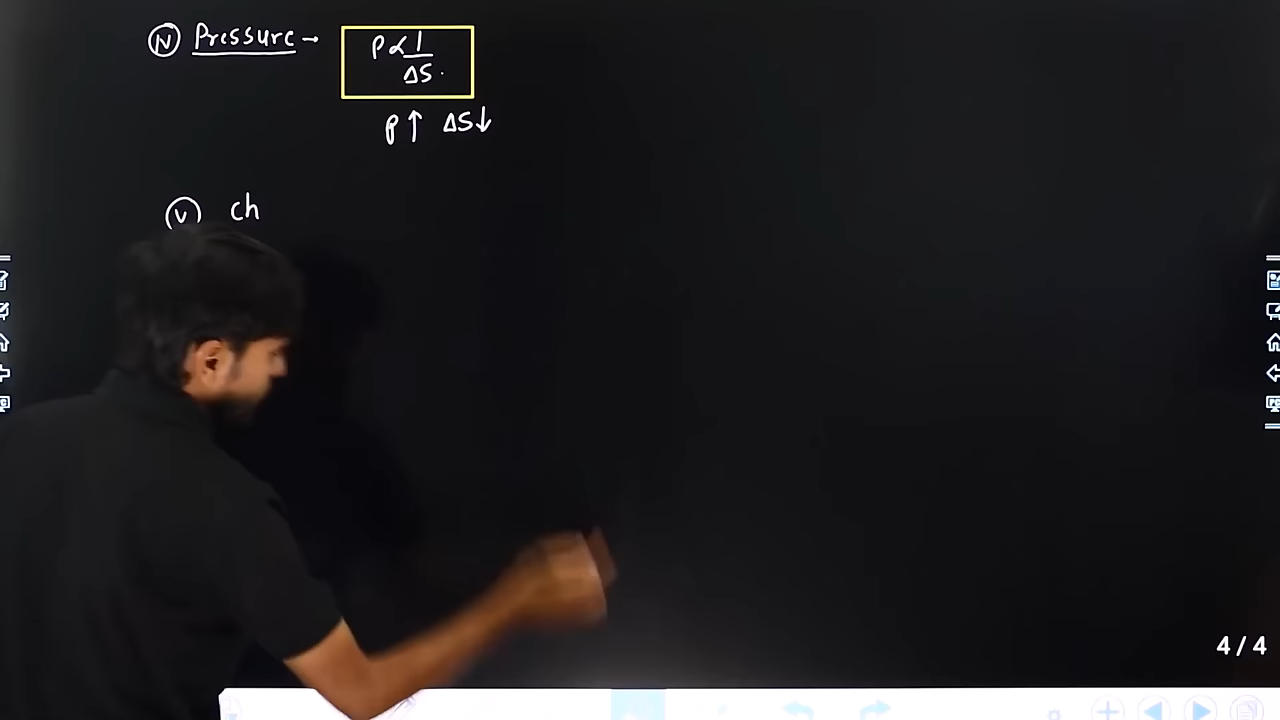 (iv) Pressure → P ∝ 1/ΔS.
P↑ ΔS↓
(v) ch
4 / 4